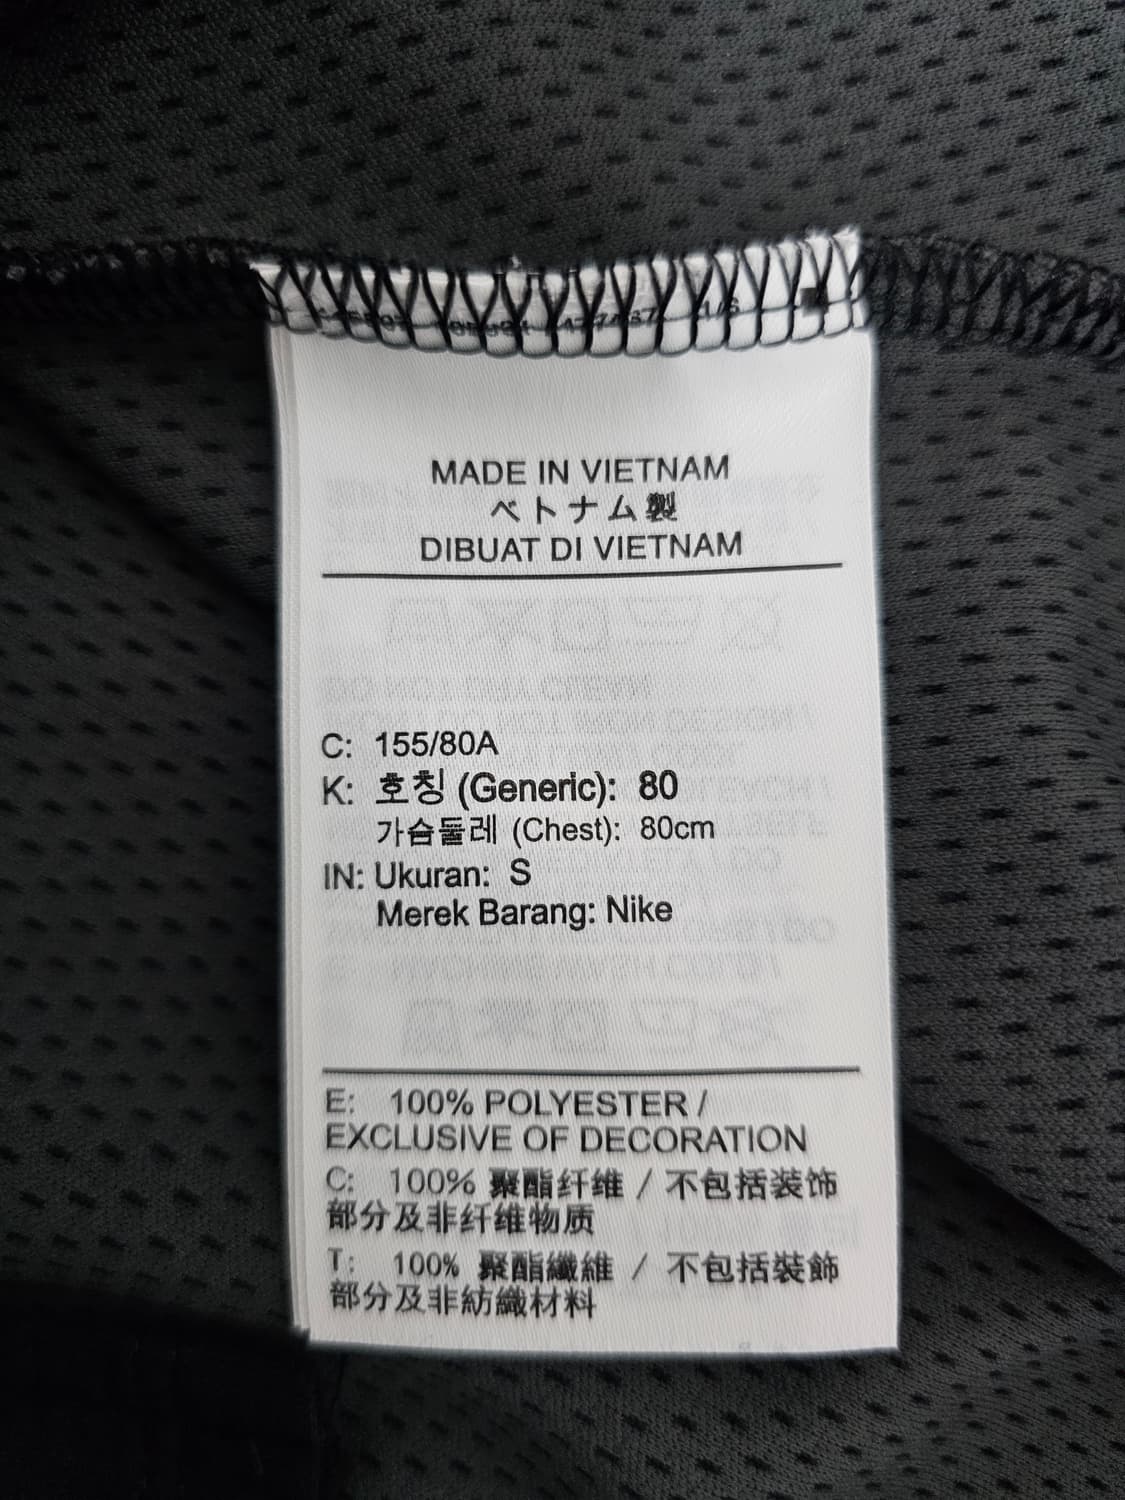 MADE IN VIETNAM
ベトナム製
DIBUAT DI VIETNAM
C: 155/80A
K: 호칭 (Generic): 80
가슴둘레 (Chest): 80cm
IN: Ukuran: S
Merek Barang: Nike
E: 100% POLYESTER /
EXCLUSIVE OF DECORATION
C: 100% 聚酯纤维 / 不包括装饰
部分及非纤维物质
T: 100% 聚酯纖維 / 不包括裝飾
部分及非紡織材料